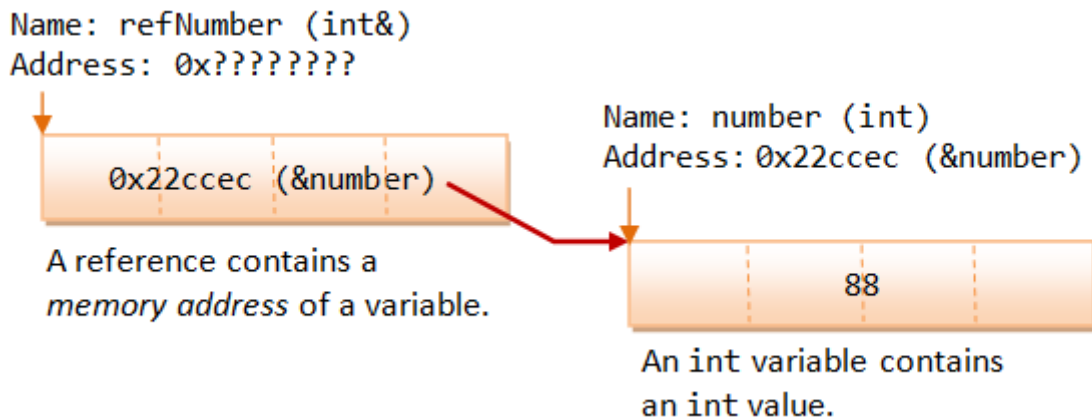 Name: refNumber (int&)
Address: 0x????????
0x22ccec (&number)
A reference contains a
memory address of a variable.
Name: number (int)
Address: 0x22ccec (&number)
88
An int variable contains
an int value.